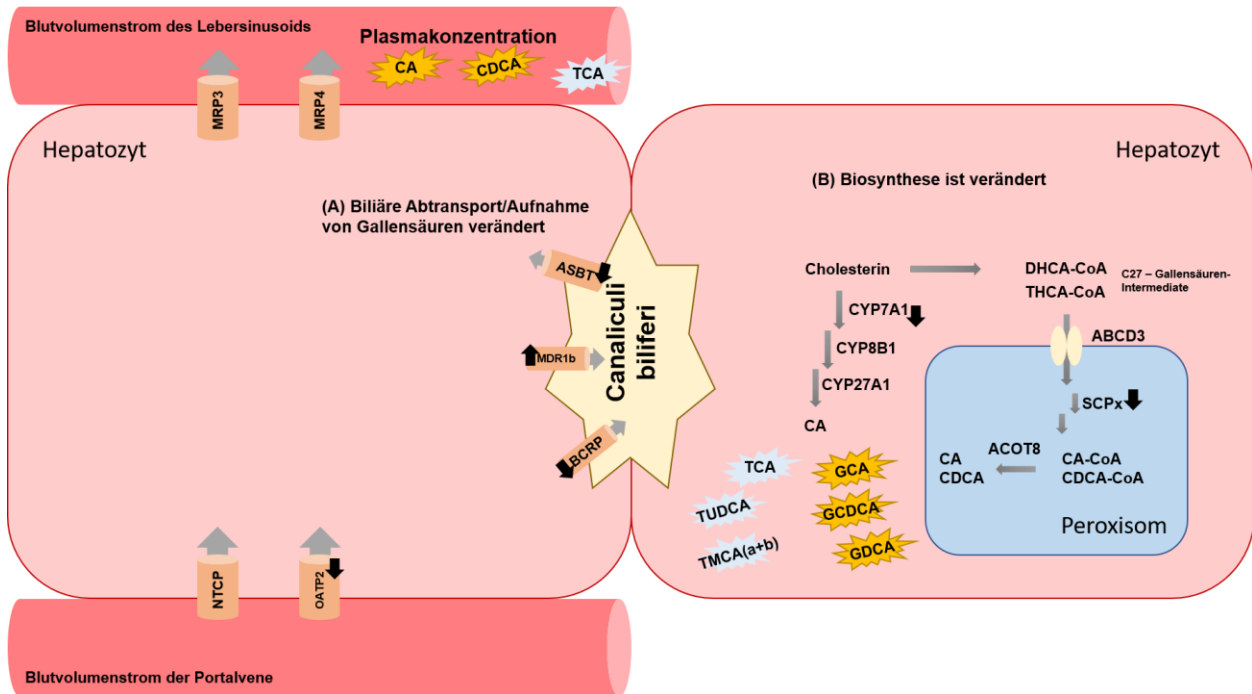 Blutvolumenstrom des Lebersinusoids
Plasmakonzentration
CA
CDCA
TCA
MRP3
MRP4
Hepatozyt
(A) Biliäre Abtransport/Aufnahme
von Gallensäuren verändert
ASBT
MDR1b
BCRP
Canaliculi
biliferi
NTCP
OATP2
Blutvolumenstrom der Portalvene
Hepatozyt
(B) Biosynthese ist verändert
Cholesterin
CYP7A1
CYP8B1
CYP27A1
CA
DHCA-CoA
THCA-CoA
C27 – Gallensäuren-
Intermediate
ABCD3
SCPx
ACOT8
CA
CDCA
CA-CoA
CDCA-CoA
Peroxisom
TCA
GCA
TUDCA
GCDCA
TMCA(a+b)
GDCA